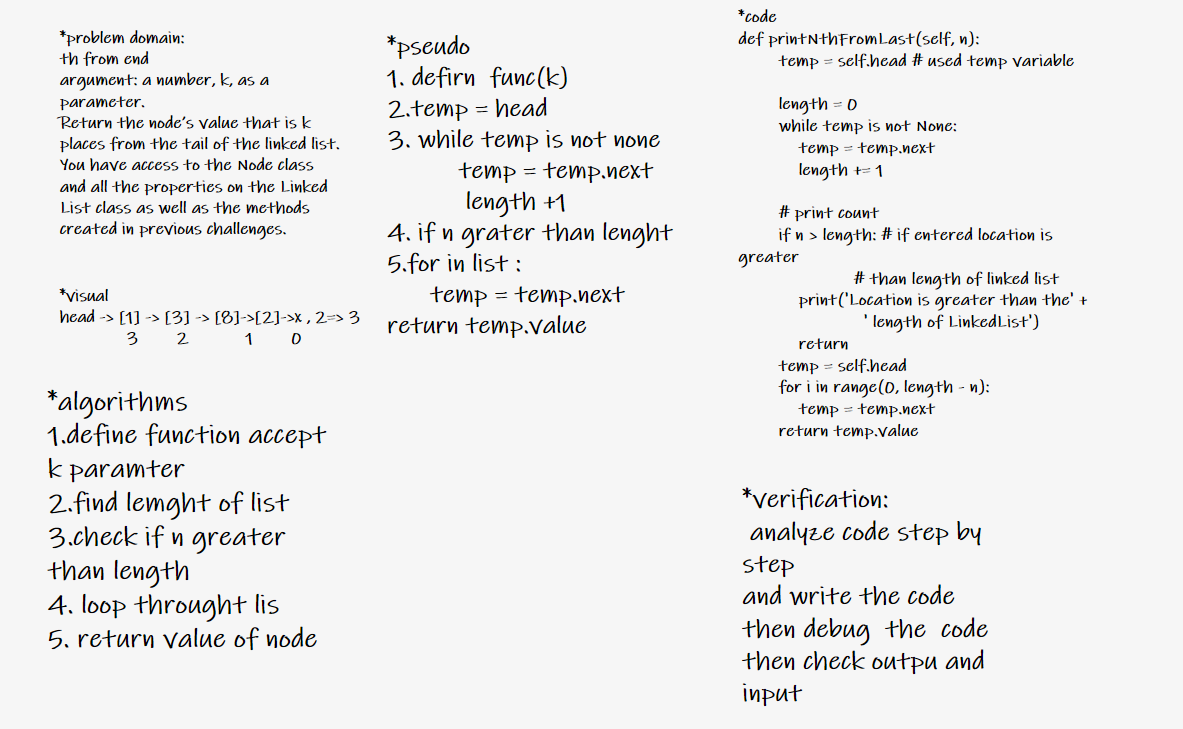 *problem domain:
th from end
argument: a number, k, as a
parameter.
Return the node's value that is k
places from the tail of the linked list.
You have access to the Node class
and all the properties on the Linked
List class as well as the methods
created in previous challenges.
*visual
head -> [1] -> [3] -> [8]->[2]->x , 2=> 3
3 2 1 0
*algorithms
1.define function accept
k paramter
2.find lemght of list
3.check if n greater
than length
4. loop throught lis
5. return value of node
*pseudo
1. defirn func(k)
2.temp = head
3. while temp is not none
temp = temp.next
length +1
4. if n grater than lenght
5.for in list :
temp = temp.next
return temp.value
*code
def printNthFromLast(self, n):
temp = self.head # used temp variable
length = 0
while temp is not None:
temp = temp.next
length += 1
# print count
if n > length: # if entered location is
greater
# than length of linked list
print('Location is greater than the' +
' length of LinkedList')
return
temp = self.head
for i in range(0, length - n):
temp = temp.next
return temp.value
*verification:
analyze code step by
step
and write the code
then debug the code
then check outpu and
input